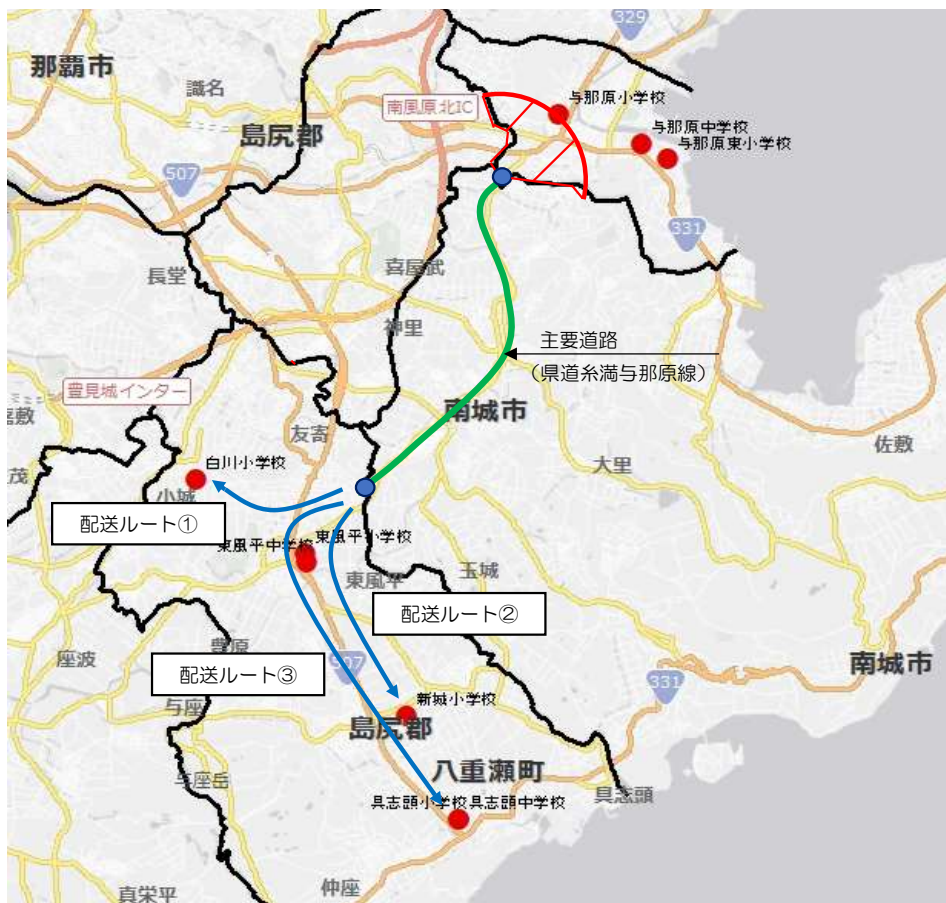 329
那覇市
識名
南風原北IC
与那原小学校
島尻郡
与那原中学校
与那原東小学校
507
331
長堂
喜屋武
神里
主要道路
（県道糸満与那原線）
豊見城インター
南城市
友寄
佐敷
白川小学校
大里
小城
配送ルート①
東風平中学校
東風平小学校
東風平
玉城
配送ルート②
座波
配送ルート③
507
南城市
331
新城小学校
与座
島尻郡
八重瀬町
与座岳
具志頭
具志頭小学校
具志頭中学校
真栄平
仲座